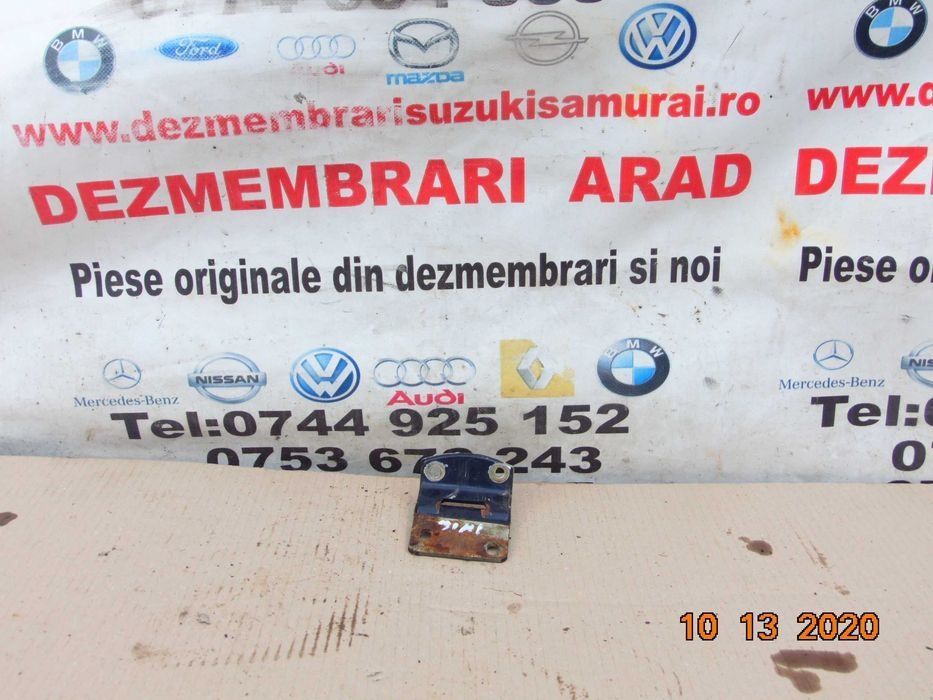 BMW Ford Audi mazda
www.dezmembrarisuzukisamurai.ro www.d
DEZMEMBRARI ARAD DEZ
Piese originale din dezmembrari si noi Piese o
Mercedes-Benz NISSAN Audi BMW Mercedes-Benz
Tel:0744 925 152 Tel:
0753 243
10 13 2020